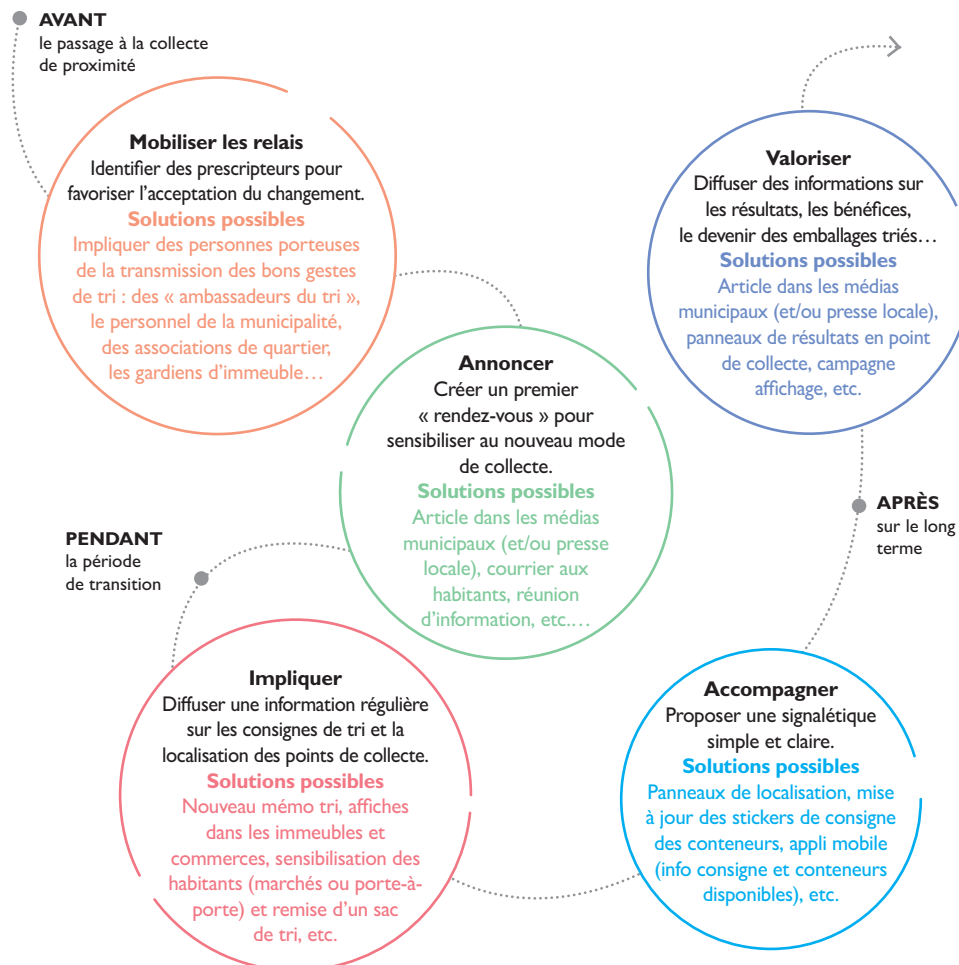 AVANT
le passage à la collecte
de proximité
Mobiliser les relais
Identifier des prescripteurs pour
favoriser l’acceptation du changement.
Solutions possibles
Impliquer des personnes porteuses
de la transmission des bons gestes
de tri : des « ambassadeurs du tri »,
le personnel de la municipalité,
des associations de quartier,
les gardiens d’immeuble…
Annoncer
Créer un premier
« rendez-vous » pour
sensibiliser au nouveau mode
de collecte.
Solutions possibles
Article dans les médias
municipaux (et/ou presse
locale), courrier aux
habitants, réunion
d’information, etc.…
PENDANT
la période
de transition
Impliquer
Diffuser une information régulière
sur les consignes de tri et la
localisation des points de collecte.
Solutions possibles
Nouveau mémo tri, affiches
dans les immeubles et
commerces, sensibilisation des
habitants (marchés ou porte-à-
porte) et remise d’un sac
de tri, etc.
Accompagner
Proposer une signalétique
simple et claire.
Solutions possibles
Panneaux de localisation, mise
à jour des stickers de consigne
des conteneurs, appli mobile
(info consigne et conteneurs
disponibles), etc.
APRÈS
sur le long
terme
Valoriser
Diffuser des informations sur
les résultats, les bénéfices,
le devenir des emballages triés…
Solutions possibles
Article dans les médias
municipaux (et/ou presse locale),
panneaux de résultats en point
de collecte, campagne
affichage, etc.